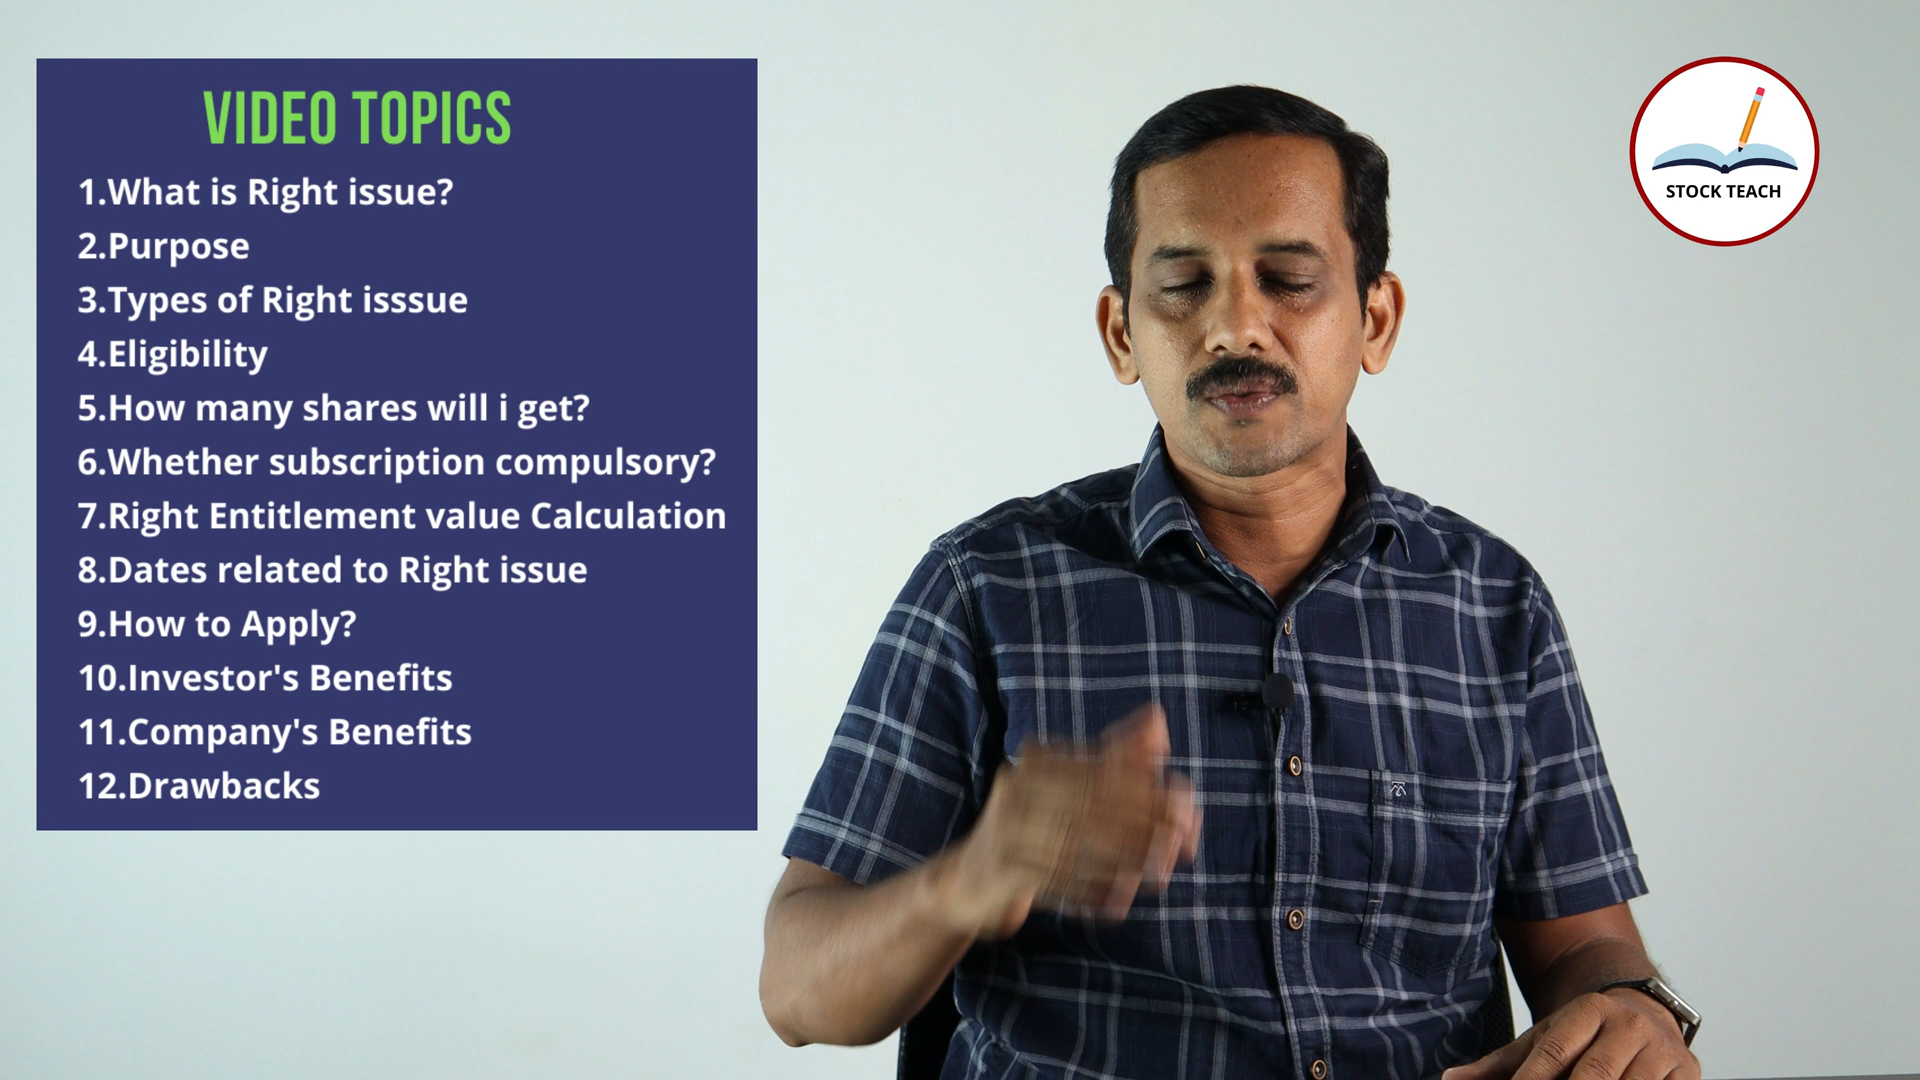 VIDEO TOPICS
1.What is Right issue?
2.Purpose
3.Types of Right isssue
4.Eligibility
5.How many shares will i get?
6.Whether subscription compulsory?
7.Right Entitlement value Calculation
8.Dates related to Right issue
9.How to Apply?
10.Investor's Benefits
11.Company's Benefits
12.Drawbacks
STOCK TEACH